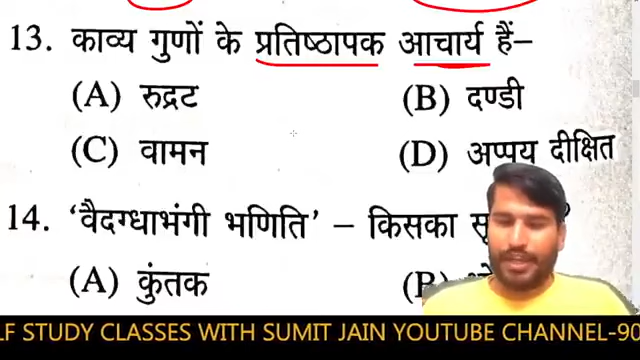 13. काव्य गुणों के प्रतिष्ठापक आचार्य हैं–
(A) रुद्रट (B) दण्डी
(C) वामन (D) अप्पय दीक्षित
14. 'वैदग्धाभंगी भणिति' – किसका
(A) कुंतक (B)
LF STUDY CLASSES WITH SUMIT JAIN YOUTUBE CHANNEL-90